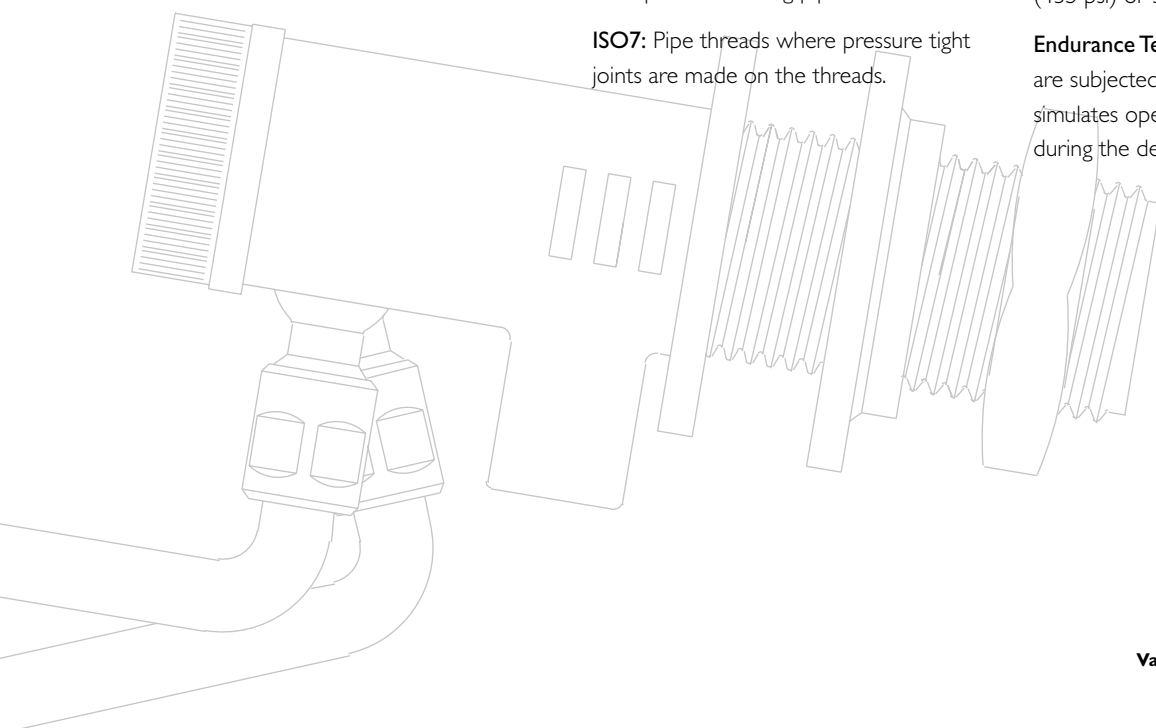 ISO7: Pipe threads where pressure tight
joints are made on the threads.
Endurance Te
are subjected
simulates ope
during the de
Va